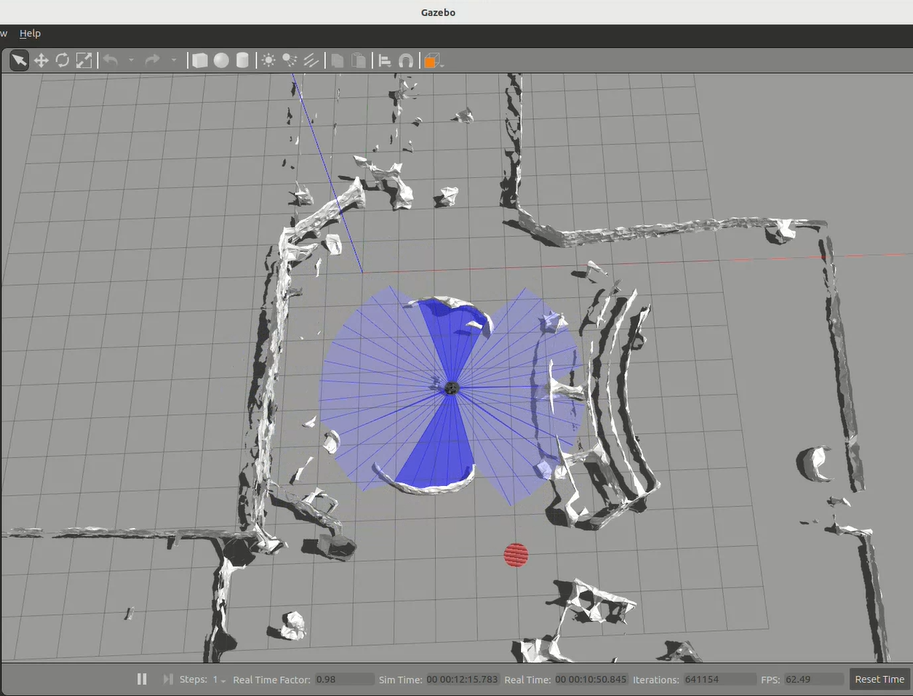 Gazebo
w Help
Steps: 1 Real Time Factor: 0.98 Sim Time: 00 00:12:15.783 Real Time: 00 00:10:50.845 Iterations: 641154 FPS: 62.49 Reset Time